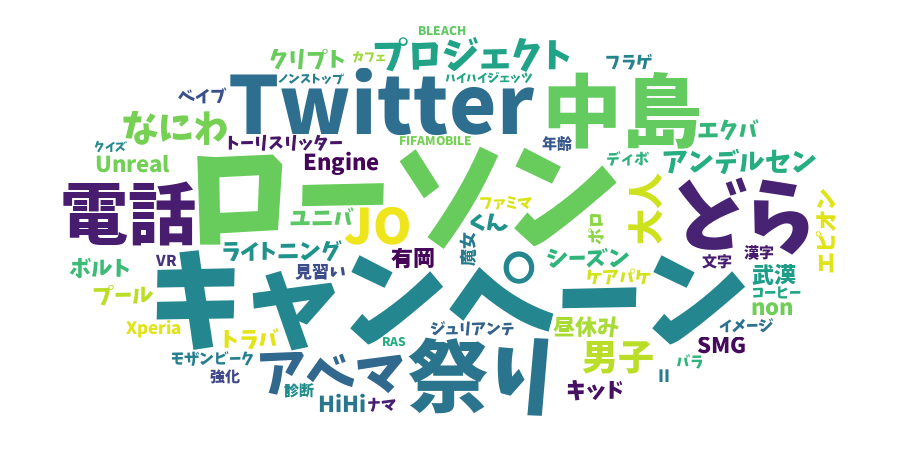 BLEACH
クリプト
カフェ
プロジェクト
フラゲ
ノンストップ
ハイハイジェッツ
ベイブ
Twitter
中島
なにわ
トーリスリッター
FIFAMOBILE
年齢
エクバ
クイズ
Unreal
Engine
ディボ
アンデルセン
電話
ローソン
大人
どら
エピオン
ユニバ
JO
ファミマ
くん
ポロ
魔女
ライトニング
有岡
シーズン
文字
漢字
ボルト
VR
見習い
ケアパケ
武漢
コーヒー
プール
キャンペーン
non
Xperia
トラバ
ジュリアンテ
昼休み
イメージ
モザンビーク
RAS
男子
SMG
強化
アベマ
祭り
バラ
診断
II
キッド
HiHi
ナマ